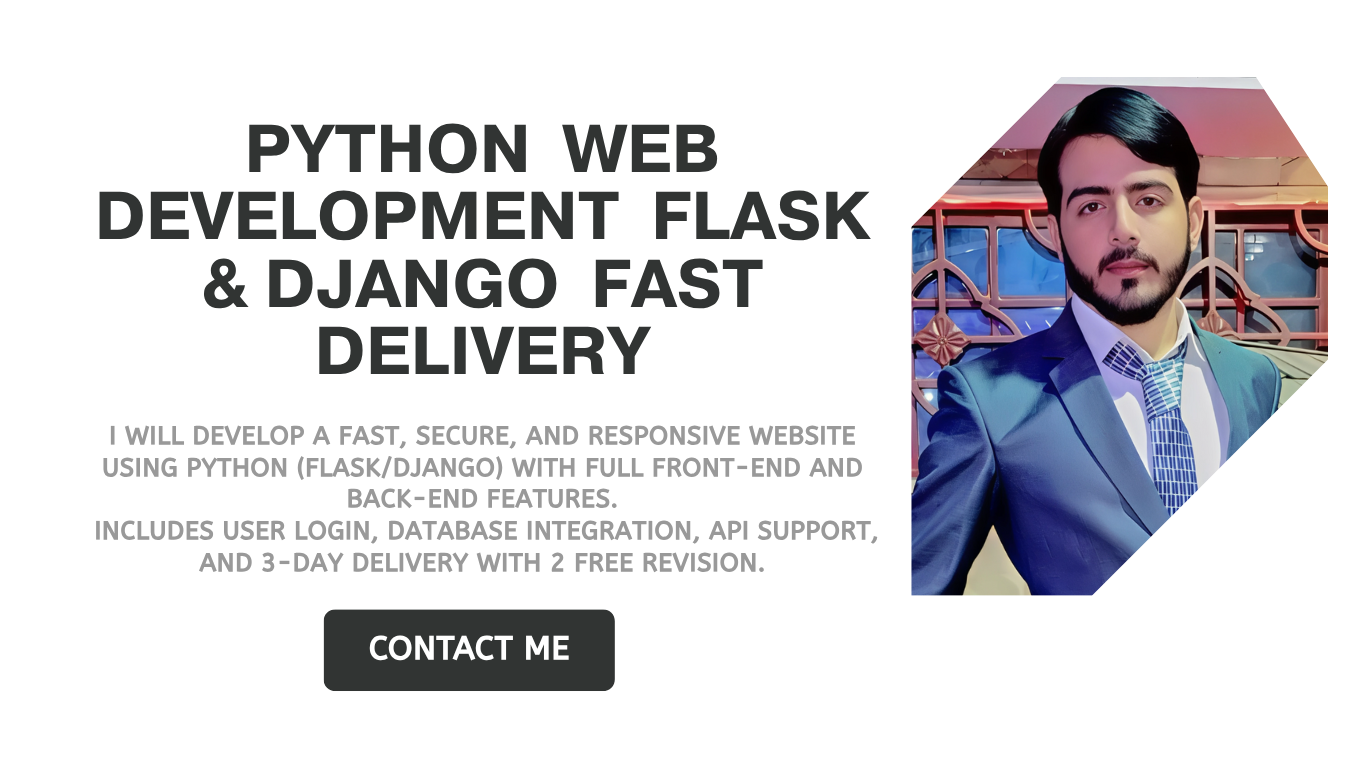 PYTHON WEB
DEVELOPMENT FLASK
& DJANGO FAST
DELIVERY
I WILL DEVELOP A FAST, SECURE, AND RESPONSIVE WEBSITE
USING PYTHON (FLASK/DJANGO) WITH FULL FRONT-END AND
BACK-END FEATURES.
INCLUDES USER LOGIN, DATABASE INTEGRATION, API SUPPORT,
AND 3-DAY DELIVERY WITH 2 FREE REVISION.
CONTACT ME